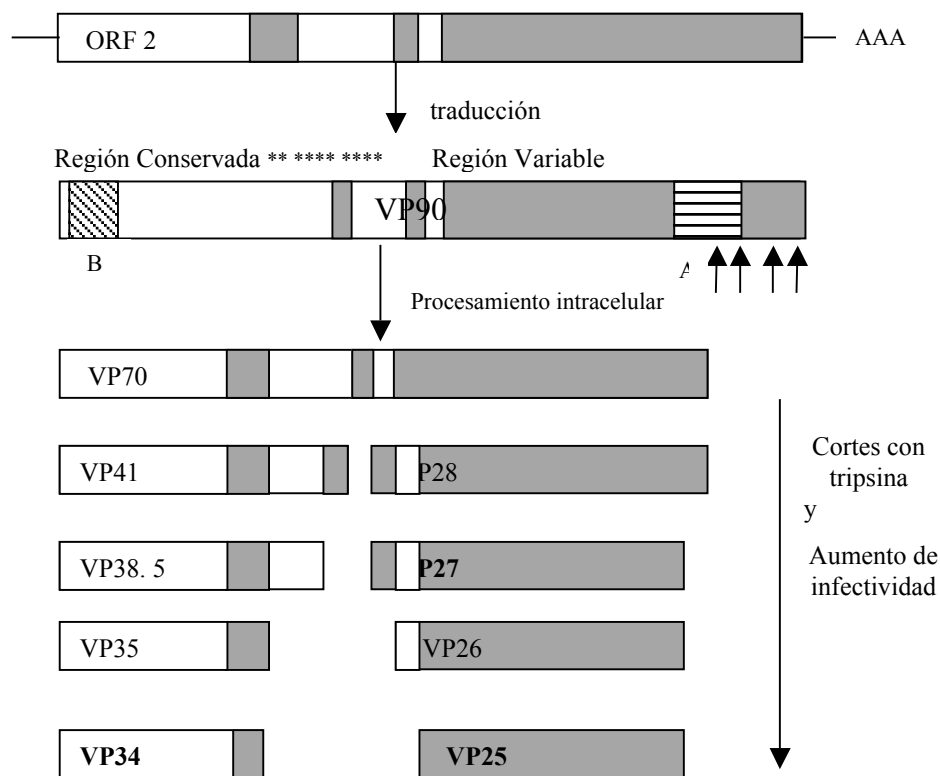 ORF 2
AAA
traducción
Región Conservada ** **** ****
Región Variable
VP90
B
Procesamiento intracelular
VP70
VP41
P28
VP38. 5
P27
VP35
VP26
VP34
VP25
Cortes con
tripsina
y
Aumento de
infectividad